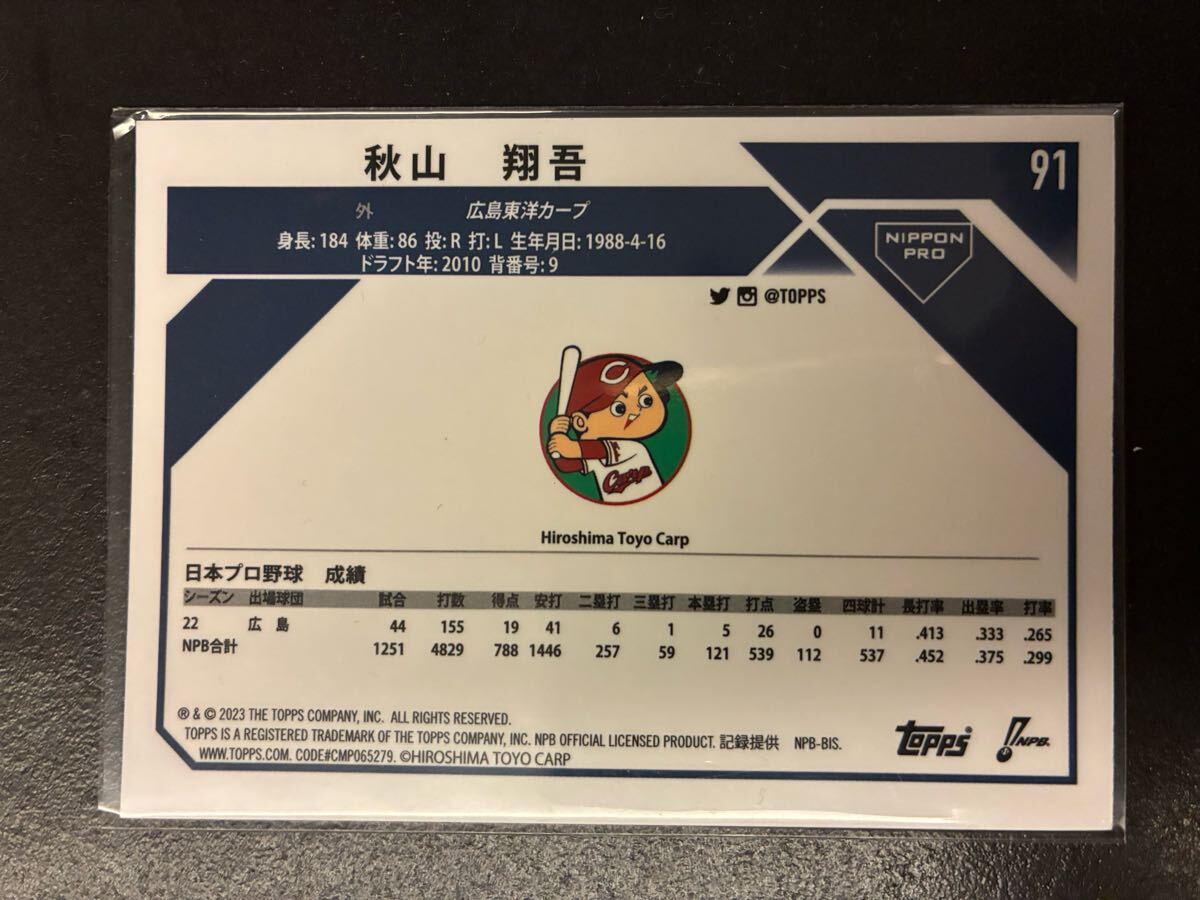 秋山 翔吾
91
外 広島東洋カープ
NIPPON
PRO
身長: 184 体重: 86 投: R 打: L 生年月日: 1988-4-16
ドラフト年: 2010 背番号: 9
@TOPPS
C
Carp
Hiroshima Toyo Carp
日本プロ野球 成績
シーズン 出場球団 試合 打数 得点 安打 二塁打 三塁打 本塁打 打点 盗塁 四球計 長打率 出塁率 打率
22 広 島 44 155 19 41 6 1 5 26 0 11 .413 .333 .265
NPB合計 1251 4829 788 1446 257 59 121 539 112 537 .452 .375 .299
® & © 2023 THE TOPPS COMPANY, INC. ALL RIGHTS RESERVED.
TOPPS IS A REGISTERED TRADEMARK OF THE TOPPS COMPANY, INC. NPB OFFICIAL LICENSED PRODUCT. 記録提供 NPB-BIS.
WWW.TOPPS.COM. CODE#CMP065279. ©HIROSHIMA TOYO CARP
topps
NPB.